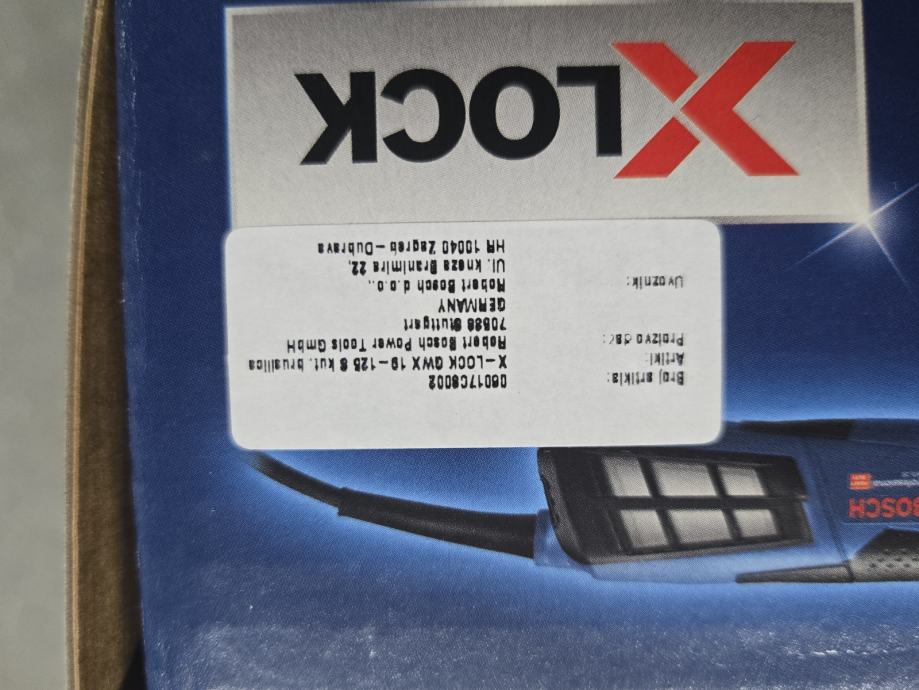 X LOCK
Broj artikla: 06017C8002
Artikl: X-LOCK GWX 19-125 S kut. brusilica
Proizvođač: Robert Bosch Power Tools GmbH
70538 Stuttgart
GERMANY
Uvoznik: Robert Bosch d.o.o.,
Ul. kneza Branimira 22,
HR 10040 Zagreb-Dubrava
BOSCH